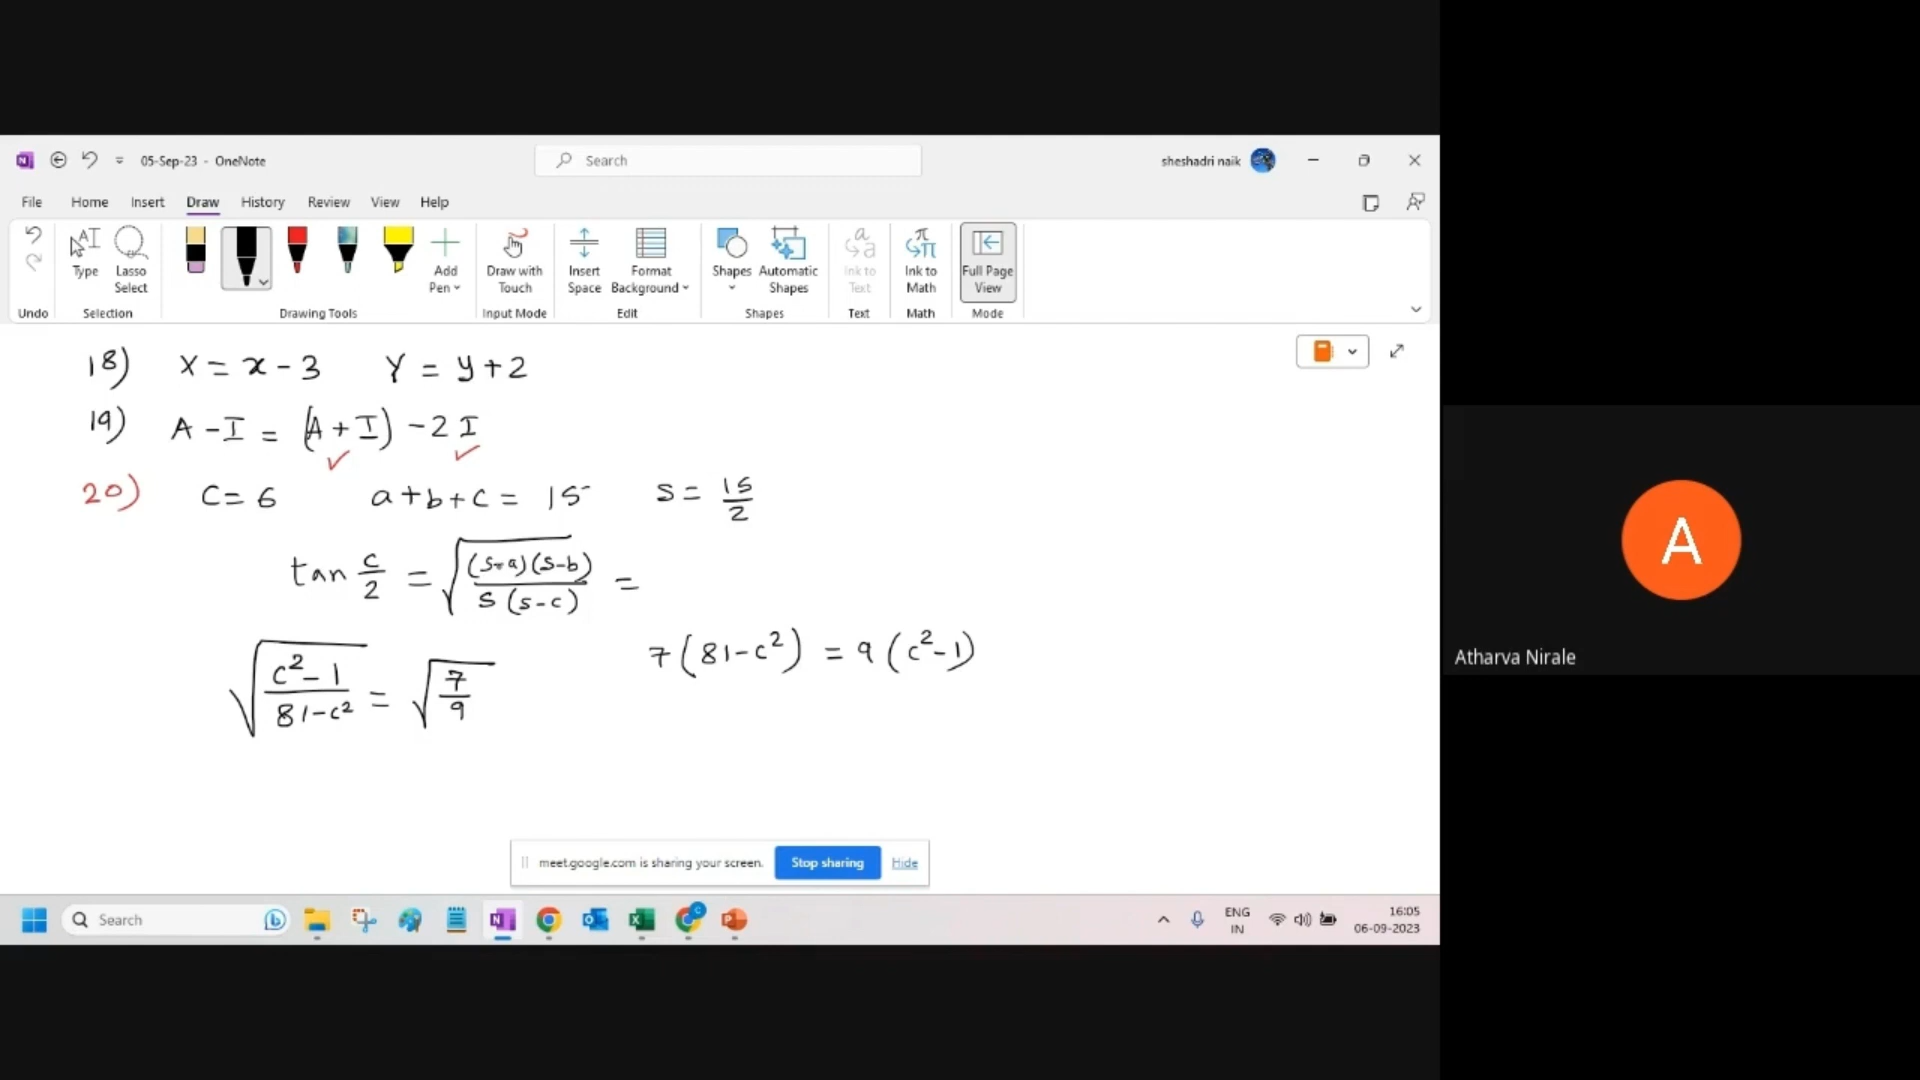 05-Sep-23 - OneNote
Search
sheshadri naik
File Home Insert Draw History Review View Help
Type
Lasso Select
Add Pen
Draw with Touch
Insert Space
Format Background
Shapes
Automatic Shapes
Ink to Text
Ink to Math
Full Page View
Undo Selection Drawing Tools Input Mode Edit Shapes Text Math Mode
18) X = x - 3 Y = y + 2
19) A - I = (A + I) - 2 I
20) C = 6 a + b + c = 15 s = 15/2
tan c/2 = √((s-a)(s-b)/s(s-c)) =
7(81-c²) = 9(c²-1)
√(c²-1/81-c²) = √(7/9)
meet.google.com is sharing your screen. Stop sharing Hide
Search
ENG IN
16:05
06-09-2023
A
Atharva Nirale